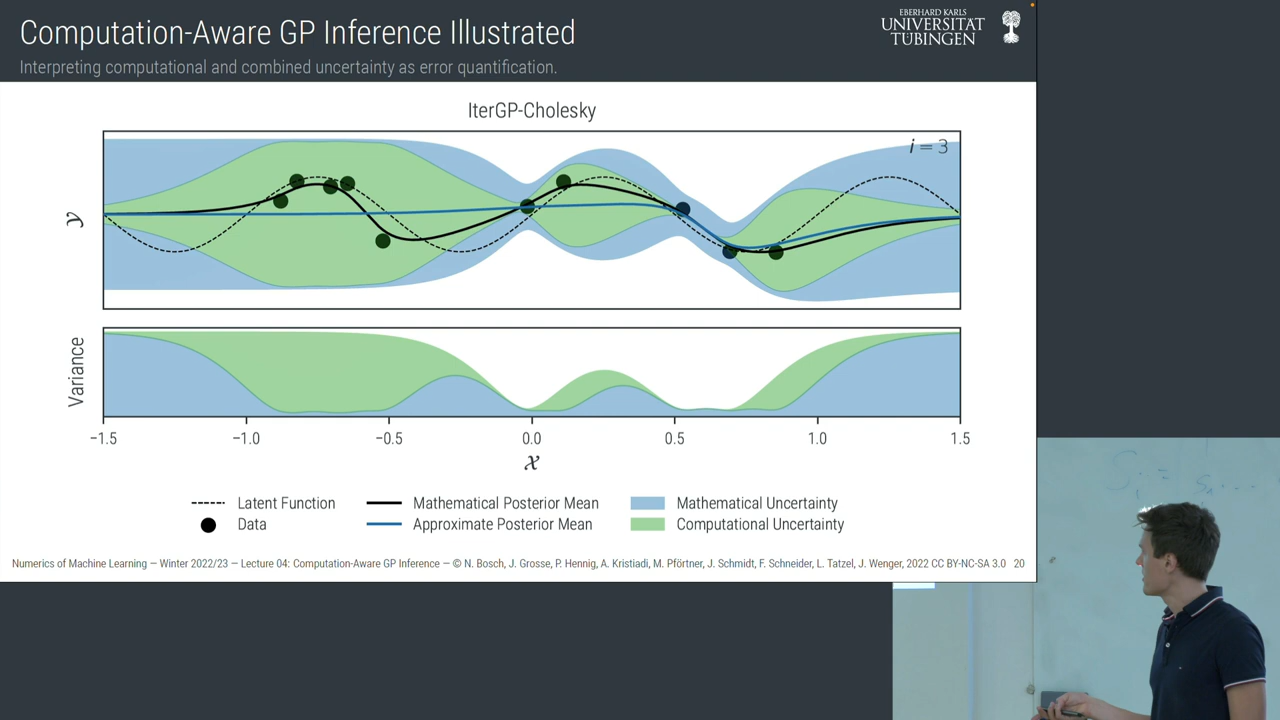 Computation-Aware GP Inference Illustrated
Interpreting computational and combined uncertainty as error quantification.
EBERHARD KARLS
UNIVERSITÄT
TÜBINGEN
IterGP-Cholesky
i = 3
𝒴
Variance
−1.5 −1.0 −0.5 0.0 0.5 1.0 1.5
𝒳
Latent Function Mathematical Posterior Mean Mathematical Uncertainty
Data Approximate Posterior Mean Computational Uncertainty
Numerics of Machine Learning — Winter 2022/23 — Lecture 04: Computation-Aware GP Inference — © N. Bosch, J. Grosse, P. Hennig, A. Kristiadi, M. Pförtner, J. Schmidt, F. Schneider, L. Tatzel, J. Wenger, 2022 CC BY-NC-SA 3.0 20